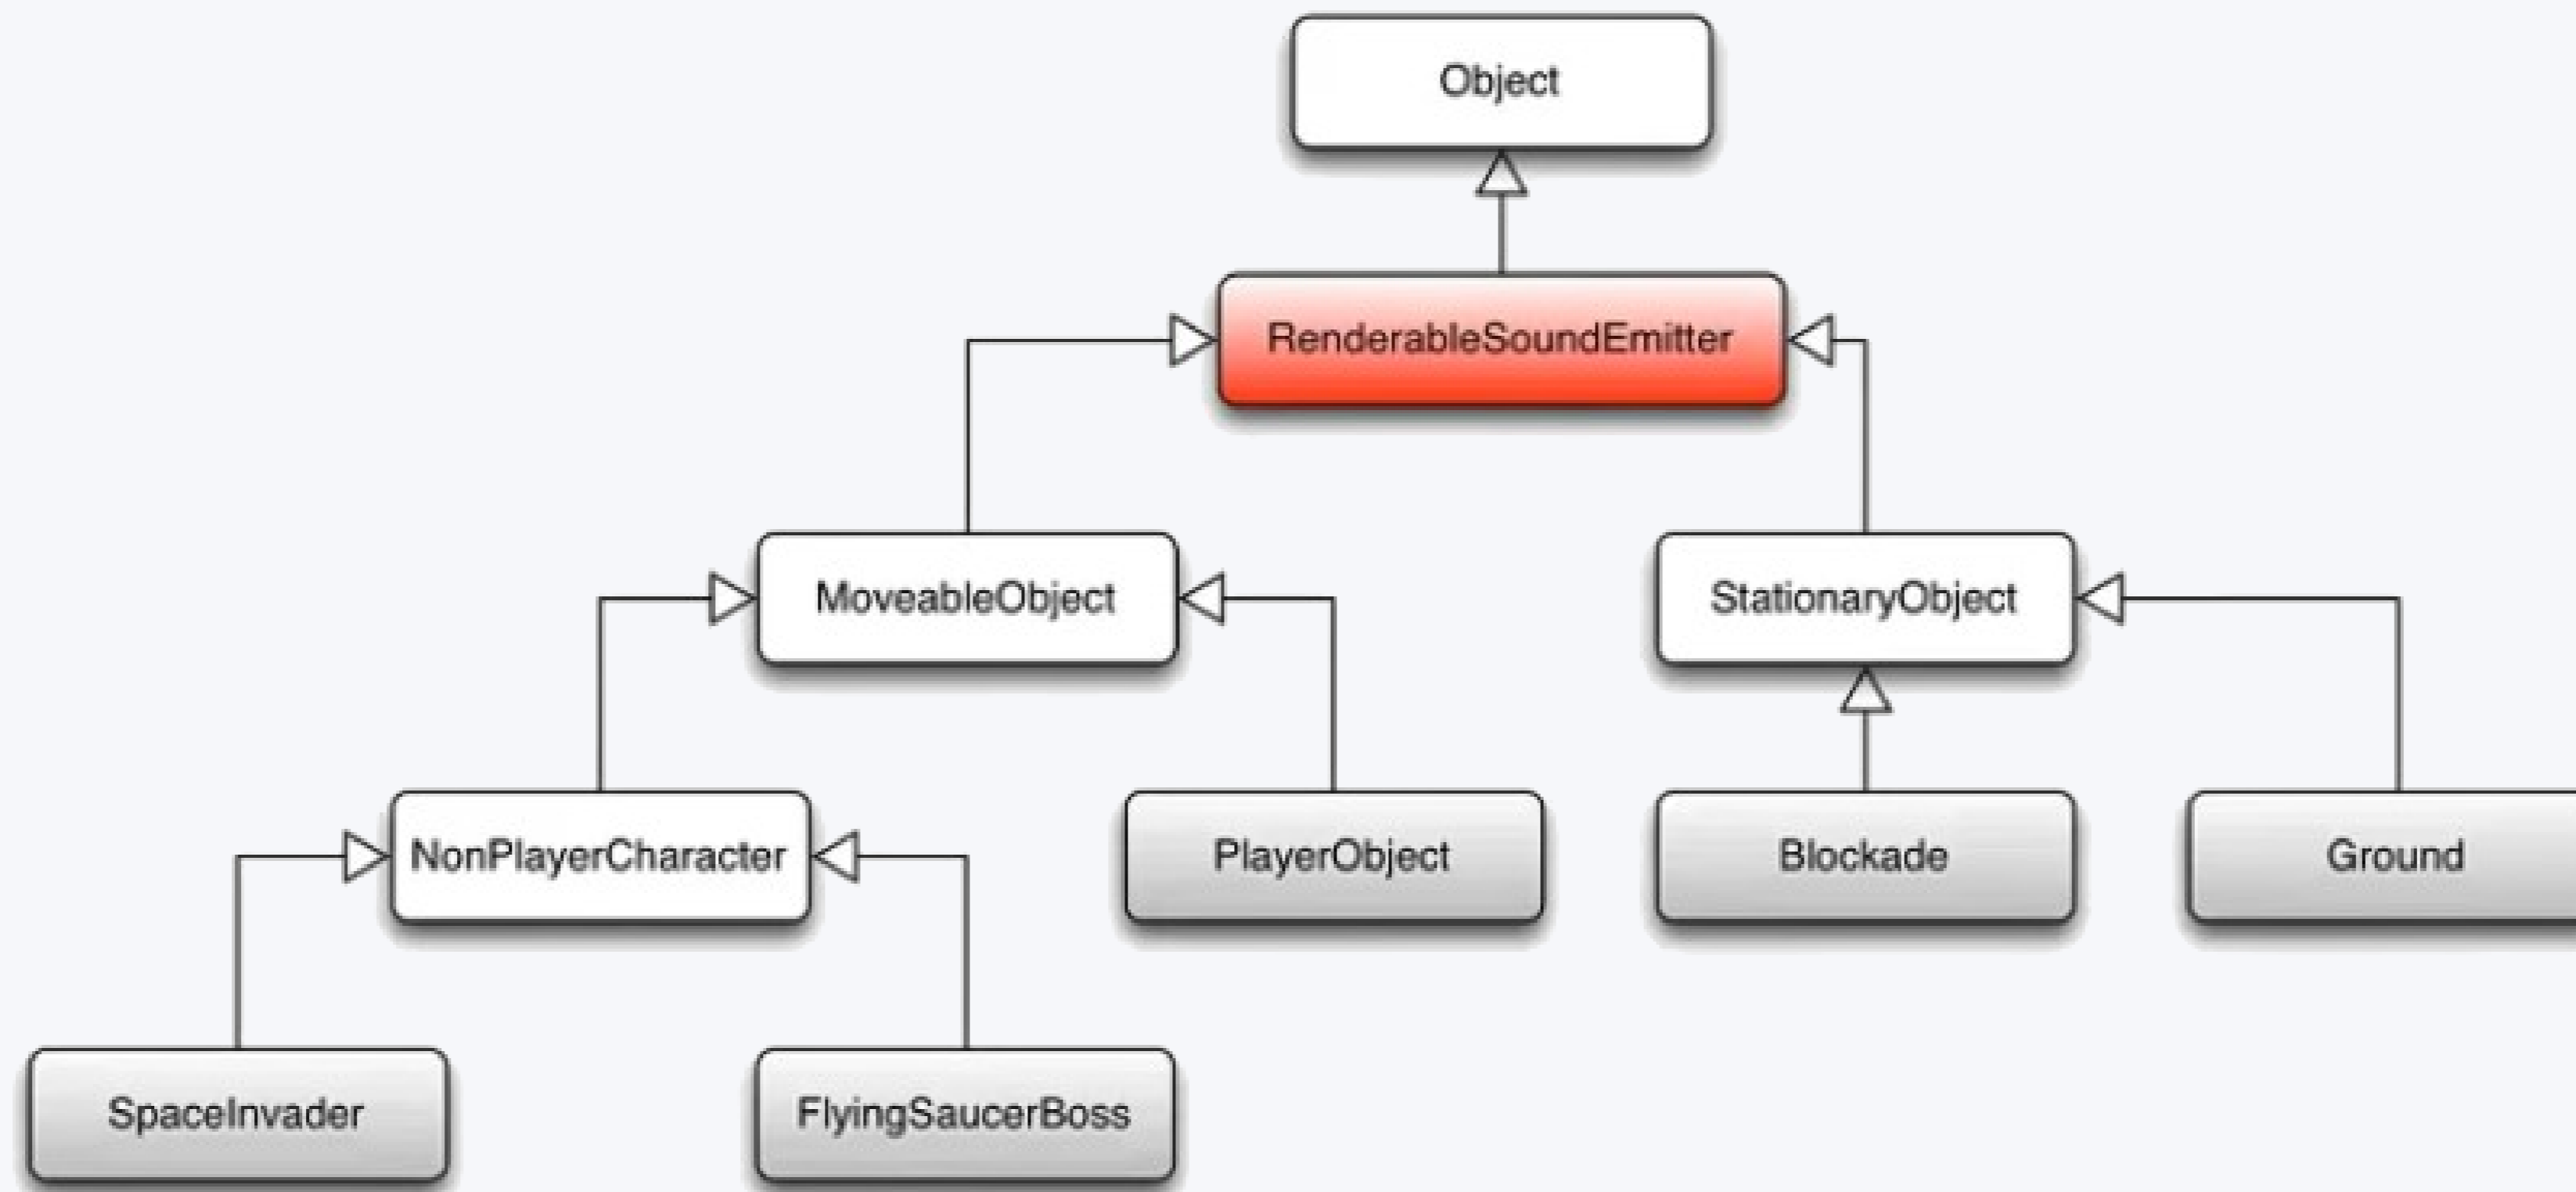 Object
RenderableSoundEmitter
MoveableObject
StationaryObject
NonPlayerCharacter
PlayerObject
Blockade
Ground
SpaceInvader
FlyingSaucerBoss